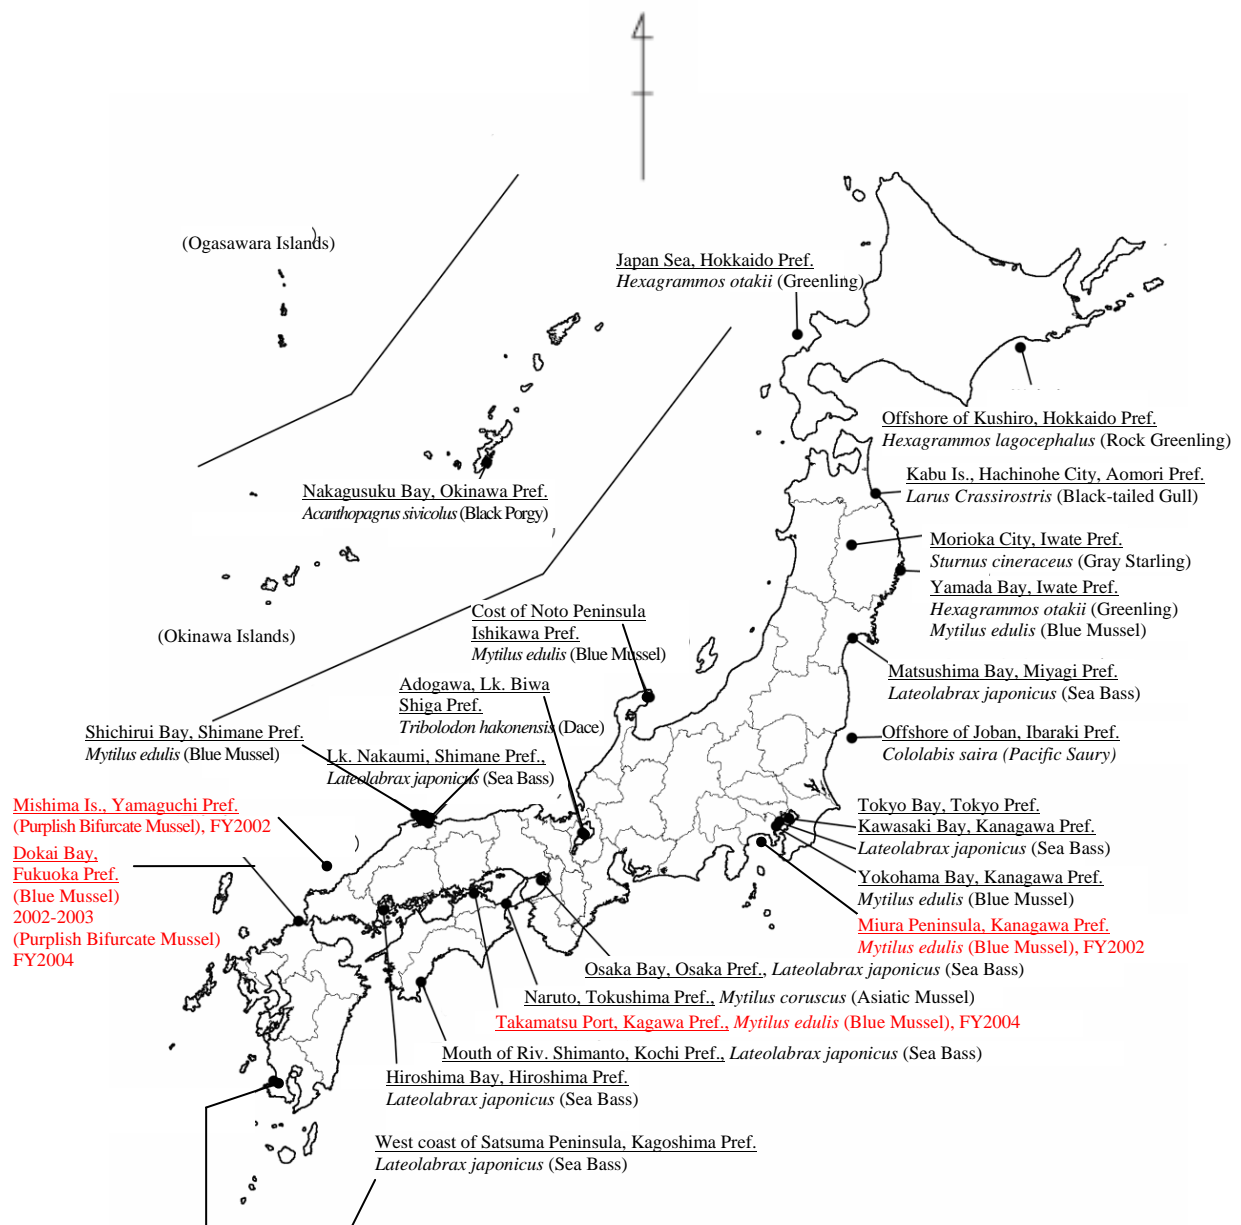 (Ogasawara Islands)
Japan Sea, Hokkaido Pref.
Hexagrammos otakii (Greenling)
Offshore of Kushiro, Hokkaido Pref.
Hexagrammos lagocephalus (Rock Greenling)
Kabu Is., Hachinohe City, Aomori Pref.
Larus Crassirostris (Black-tailed Gull)
Nakagusuku Bay, Okinawa Pref.
Acanthopagrus sivicolus (Black Porgy)
Morioka City, Iwate Pref.
Sturnus cineraceus (Gray Starling)
Yamada Bay, Iwate Pref.
Hexagrammos otakii (Greenling)
Mytilus edulis (Blue Mussel)
(Okinawa Islands)
Cost of Noto Peninsula
Ishikawa Pref.
Mytilus edulis (Blue Mussel)
Matsushima Bay, Miyagi Pref.
Lateolabrax japonicus (Sea Bass)
Adogawa, Lk. Biwa
Shiga Pref.
Tribolodon hakonensis (Dace)
Shichirui Bay, Shimane Pref.
Mytilus edulis (Blue Mussel)
Offshore of Joban, Ibaraki Pref.
Cololabis saira (Pacific Saury)
Lk. Nakaumi, Shimane Pref.,
Lateolabrax japonicus (Sea Bass)
Mishima Is., Yamaguchi Pref.
(Purplish Bifurcate Mussel), FY2002
Tokyo Bay, Tokyo Pref.
Kawasaki Bay, Kanagawa Pref.
Lateolabrax japonicus (Sea Bass)
Dokai Bay,
Fukuoka Pref.
(Blue Mussel)
2002-2003
(Purplish Bifurcate Mussel)
FY2004
Yokohama Bay, Kanagawa Pref.
Mytilus edulis (Blue Mussel)
Miura Peninsula, Kanagawa Pref.
Mytilus edulis (Blue Mussel), FY2002
Osaka Bay, Osaka Pref., Lateolabrax japonicus (Sea Bass)
Naruto, Tokushima Pref., Mytilus coruscus (Asiatic Mussel)
Takamatsu Port, Kagawa Pref., Mytilus edulis (Blue Mussel), FY2004
Mouth of Riv. Shimanto, Kochi Pref., Lateolabrax japonicus (Sea Bass)
Hiroshima Bay, Hiroshima Pref.
Lateolabrax japonicus (Sea Bass)
West coast of Satsuma Peninsula, Kagoshima Pref.
Lateolabrax japonicus (Sea Bass)